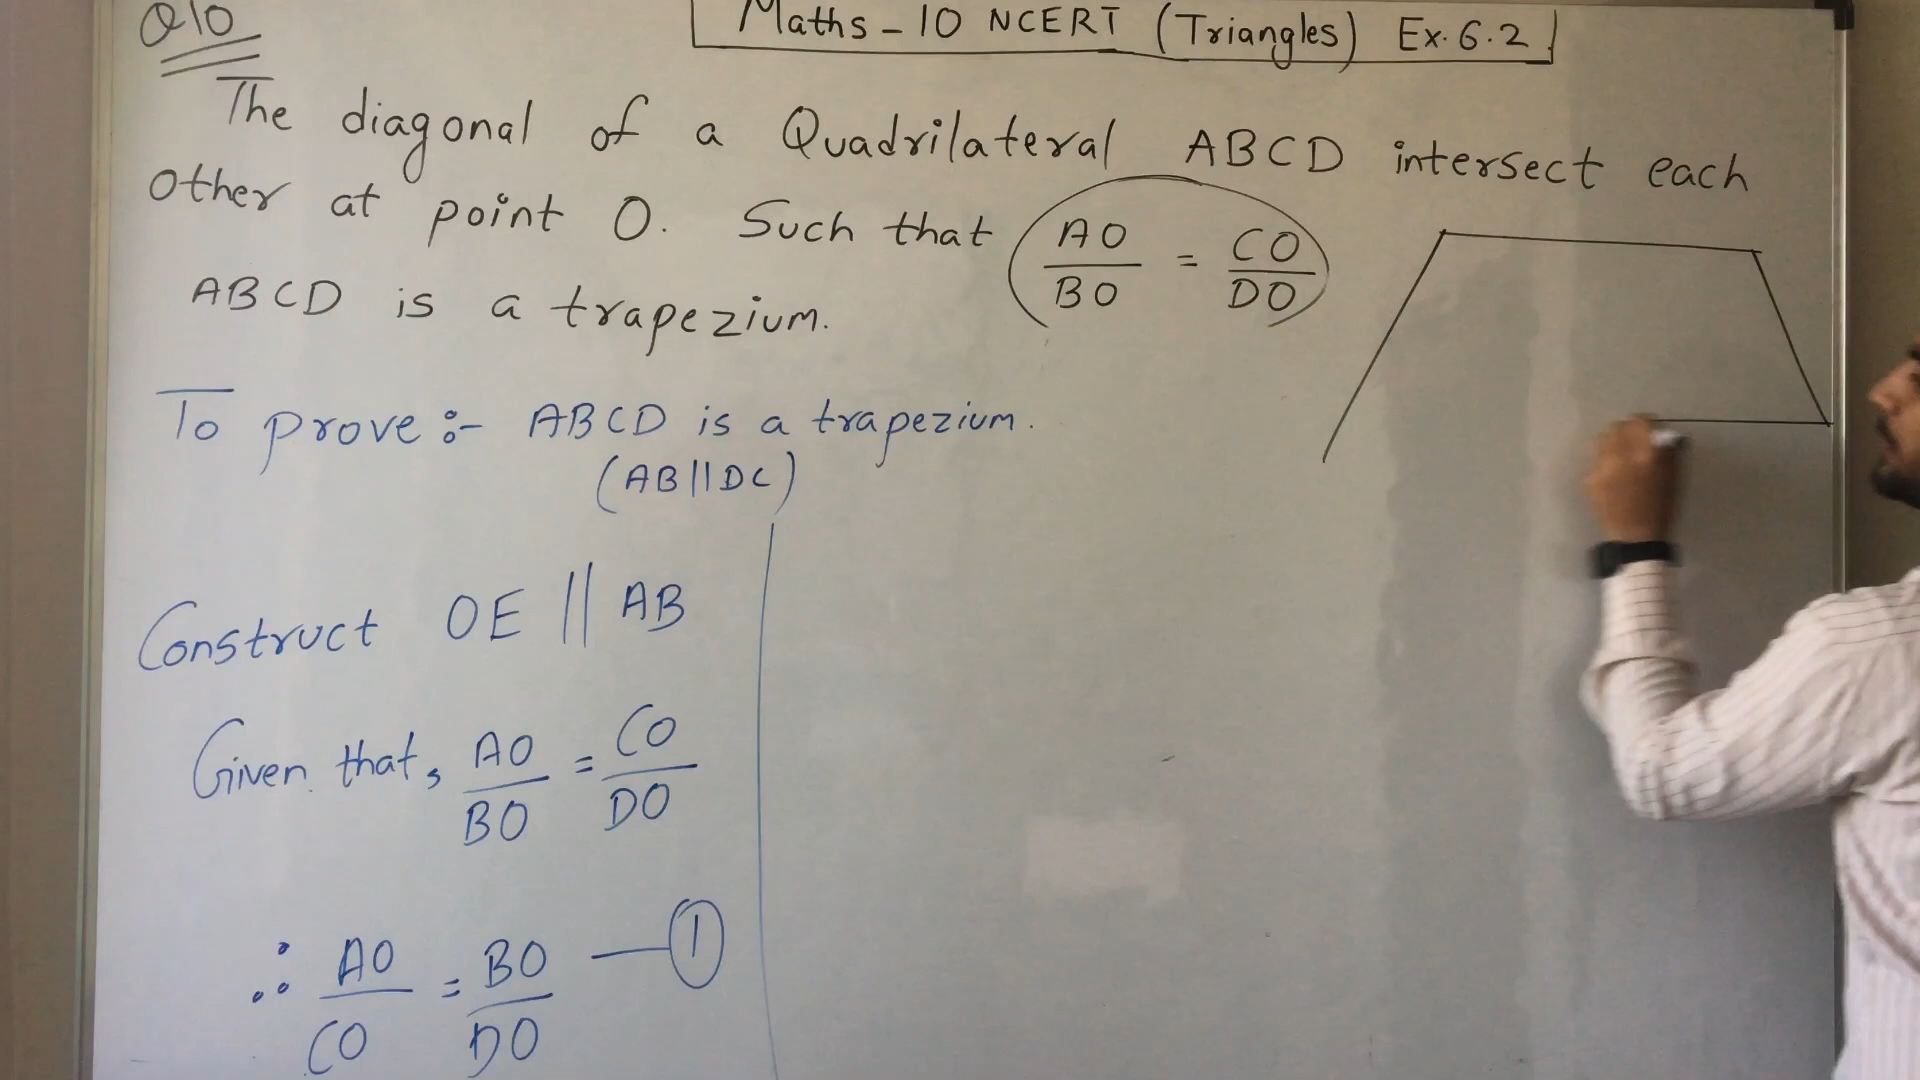 Q10
Maths - 10 NCERT (Triangles) Ex. 6.2
The diagonal of a Quadrilateral ABCD intersect each
Other at point O. Such that AO/BO = CO/DO
ABCD is a trapezium.
To prove :- ABCD is a trapezium.
(AB||DC)
Construct OE || AB
Given that, AO/BO = CO/DO
∴ AO/CO = BO/DO — 1